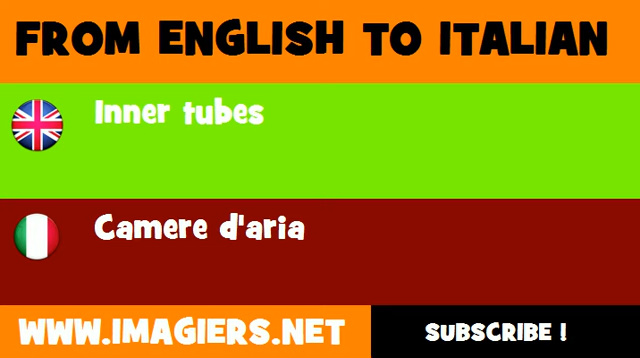 FROM ENGLISH TO ITALIAN
Inner tubes
Camere d'aria
WWW.IMAGIERS.NET
SUBSCRIBE !